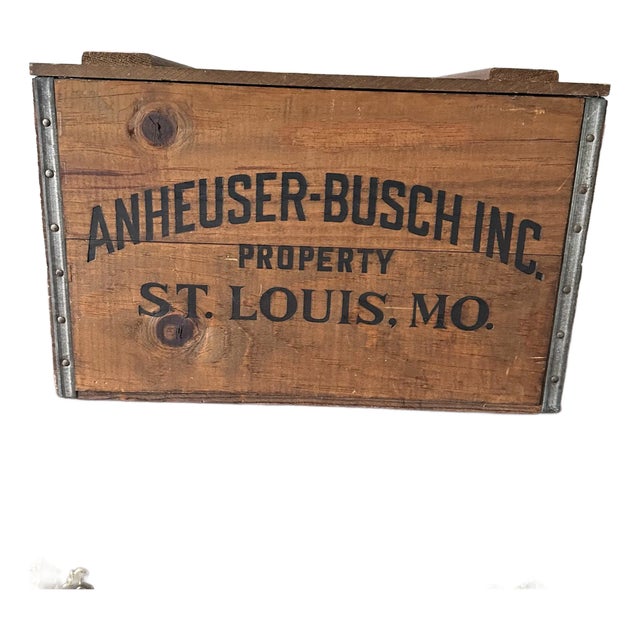 ANHEUSER-BUSCH INC.
PROPERTY
ST. LOUIS, MO.